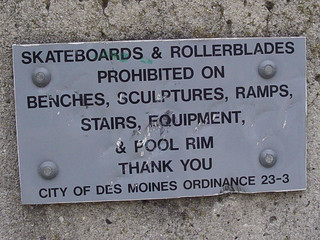 SKATEBOARDS & ROLLERBLADES
PROHIBITED ON
BENCHES, SCULPTURES, RAMPS,
STAIRS, EQUIPMENT,
& POOL RIM
THANK YOU
CITY OF DES MOINES ORDINANCE 23-3